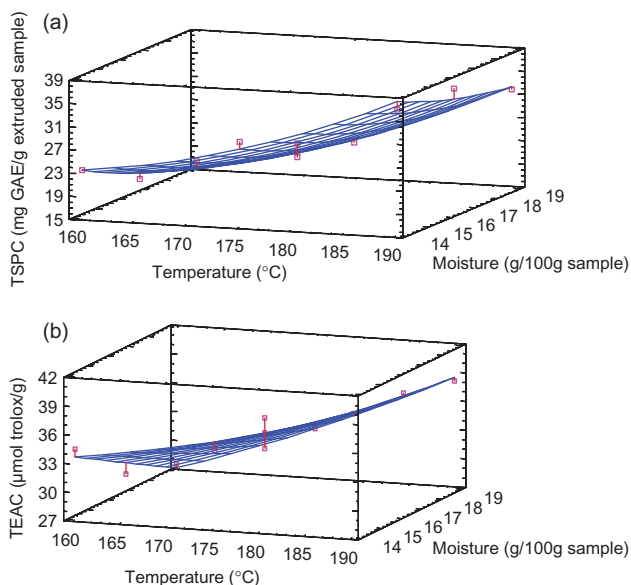 (a)
TSPC (mg GAE/g extruded sample)
39
35
31
27
23
19
15
160 165 170 175 180 185 190
Temperature (°C)
14 15 16 17 18 19
Moisture (g/100g sample)
(b)
TEAC (µmol trolox/g)
42
39
36
33
30
27
160 165 170 175 180 185 190
Temperature (°C)
14 15 16 17 18 19
Moisture (g/100g sample)